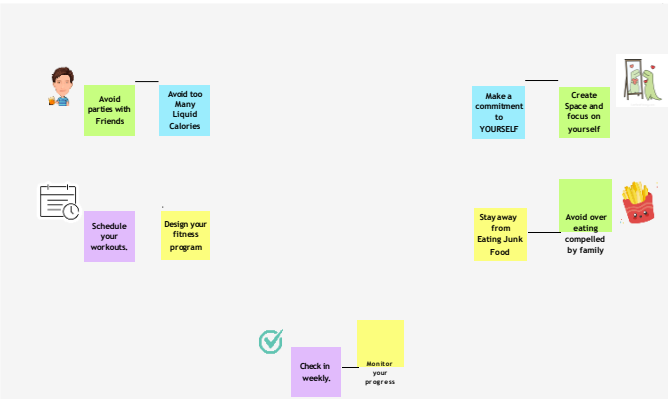 Avoid
parties with
Friends
Avoid too
Many
Liquid
Calories
Make a
commitment
to
YOURSELF
Create
Space and
focus on
yourself
Schedule
your
workouts.
Design your
fitness
program
Stay away
from
Eating Junk
Food
Avoid over
eating
compelled
by family
Check in
weekly.
Monitor
your
progress